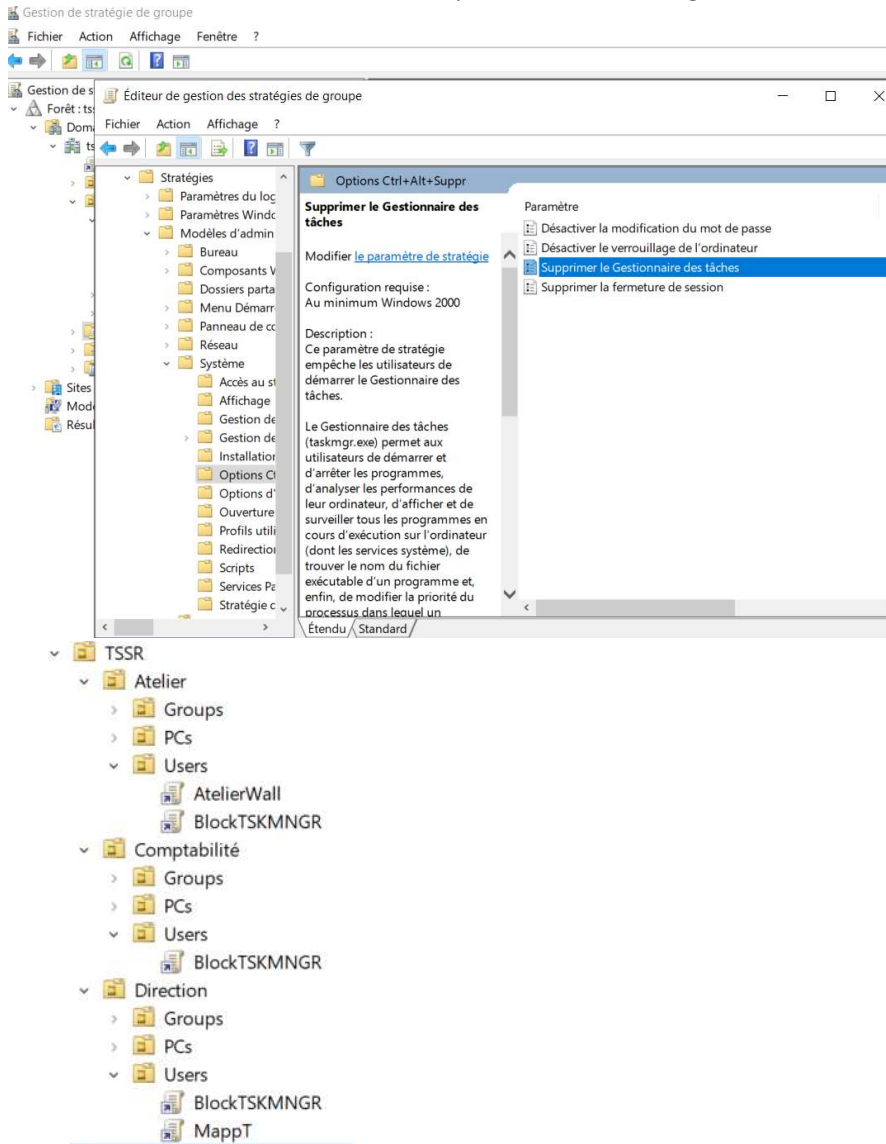 Gestion de stratégie de groupe
Fichier Action Affichage Fenêtre ?
Gestion de s
Forêt : tss
Doma
ts
Sites
Modè
Résul
Éditeur de gestion des stratégies de groupe
Fichier Action Affichage ?
Stratégies
Paramètres du log
Paramètres Windo
Modèles d'admin
Bureau
Composants
Dossiers parta
Menu Démarr
Panneau de co
Réseau
Système
Accès au st
Affichage
Gestion de
Gestion de
Installation
Options Ct
Options d'
Ouverture
Profils utili
Redirection
Scripts
Services Pa
Stratégie c
Options Ctrl+Alt+Suppr
Supprimer le Gestionnaire des
tâches
Modifier le paramètre de stratégie
Configuration requise :
Au minimum Windows 2000
Description :
Ce paramètre de stratégie
empêche les utilisateurs de
démarrer le Gestionnaire des
tâches.
Le Gestionnaire des tâches
(taskmgr.exe) permet aux
utilisateurs de démarrer et
d'arrêter les programmes,
d'analyser les performances de
leur ordinateur, d'afficher et de
surveiller tous les programmes en
cours d'exécution sur l'ordinateur
(dont les services système), de
trouver le nom du fichier
exécutable d'un programme et,
enfin, de modifier la priorité du
processus dans lequel un
Paramètre
Désactiver la modification du mot de passe
Désactiver le verrouillage de l'ordinateur
Supprimer le Gestionnaire des tâches
Supprimer la fermeture de session
Étendu Standard
TSSR
Atelier
Groups
PCs
Users
AtelierWall
BlockTSKMNGR
Comptabilité
Groups
PCs
Users
BlockTSKMNGR
Direction
Groups
PCs
Users
BlockTSKMNGR
MappT